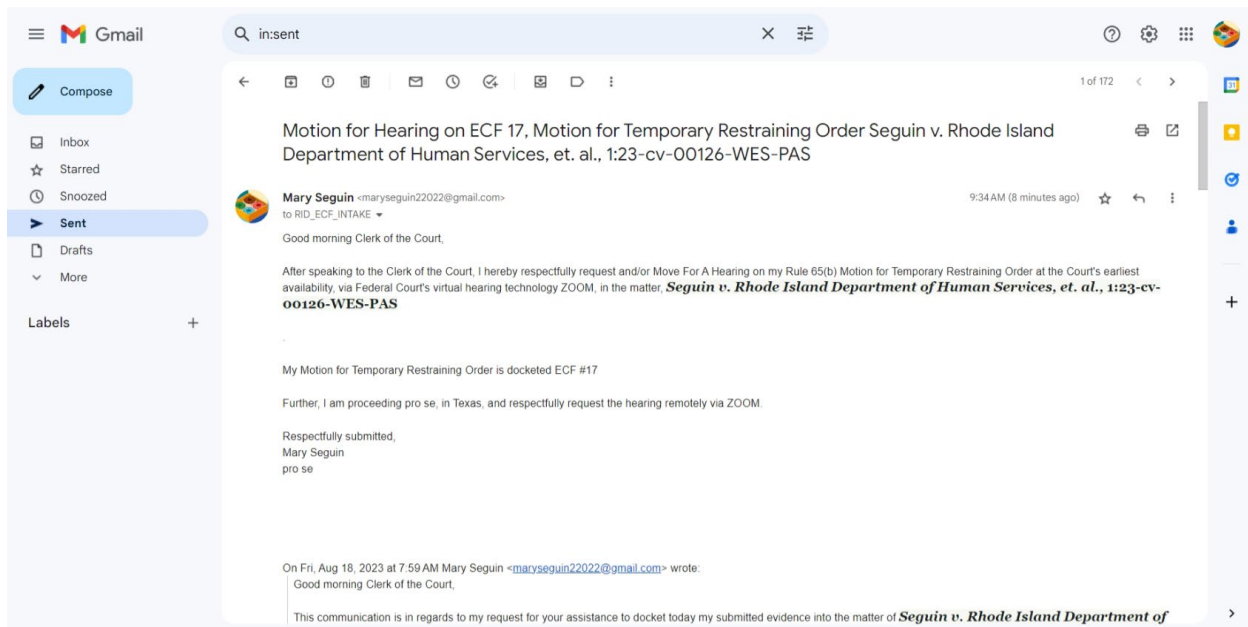 Gmail
in:sent
Compose
1 of 172
Inbox
Starred
Snoozed
Sent
Drafts
More
Labels
Motion for Hearing on ECF 17, Motion for Temporary Restraining Order Seguin v. Rhode Island
Department of Human Services, et. al., 1:23-cv-00126-WES-PAS
Mary Seguin <maryseguin22022@gmail.com>
9:34 AM (8 minutes ago)
to RID_ECF_INTAKE
Good morning Clerk of the Court,
After speaking to the Clerk of the Court, I hereby respectfully request and/or Move For A Hearing on my Rule 65(b) Motion for Temporary Restraining Order at the Court's earliest
availability, via Federal Court's virtual hearing technology ZOOM, in the matter, Seguin v. Rhode Island Department of Human Services, et. al., 1:23-cv-
00126-WES-PAS
.
My Motion for Temporary Restraining Order is docketed ECF #17
Further, I am proceeding pro se, in Texas, and respectfully request the hearing remotely via ZOOM.
Respectfully submitted,
Mary Seguin
pro se
On Fri, Aug 18, 2023 at 7:59 AM Mary Seguin <maryseguin22022@gmail.com> wrote:
Good morning Clerk of the Court,
This communication is in regards to my request for your assistance to docket today my submitted evidence into the matter of Seguin v. Rhode Island Department of
31